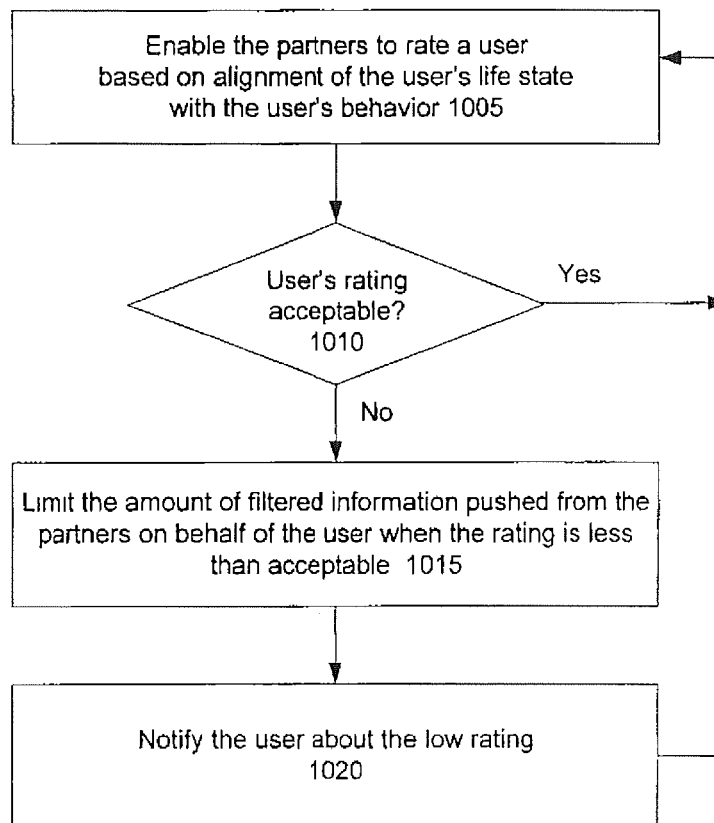 Enable the partners to rate a user
based on alignment of the user's life state
with the user's behavior 1005
User's rating
acceptable?
1010
Yes
No
Limit the amount of filtered information pushed from the
partners on behalf of the user when the rating is less
than acceptable 1015
Notify the user about the low rating
1020